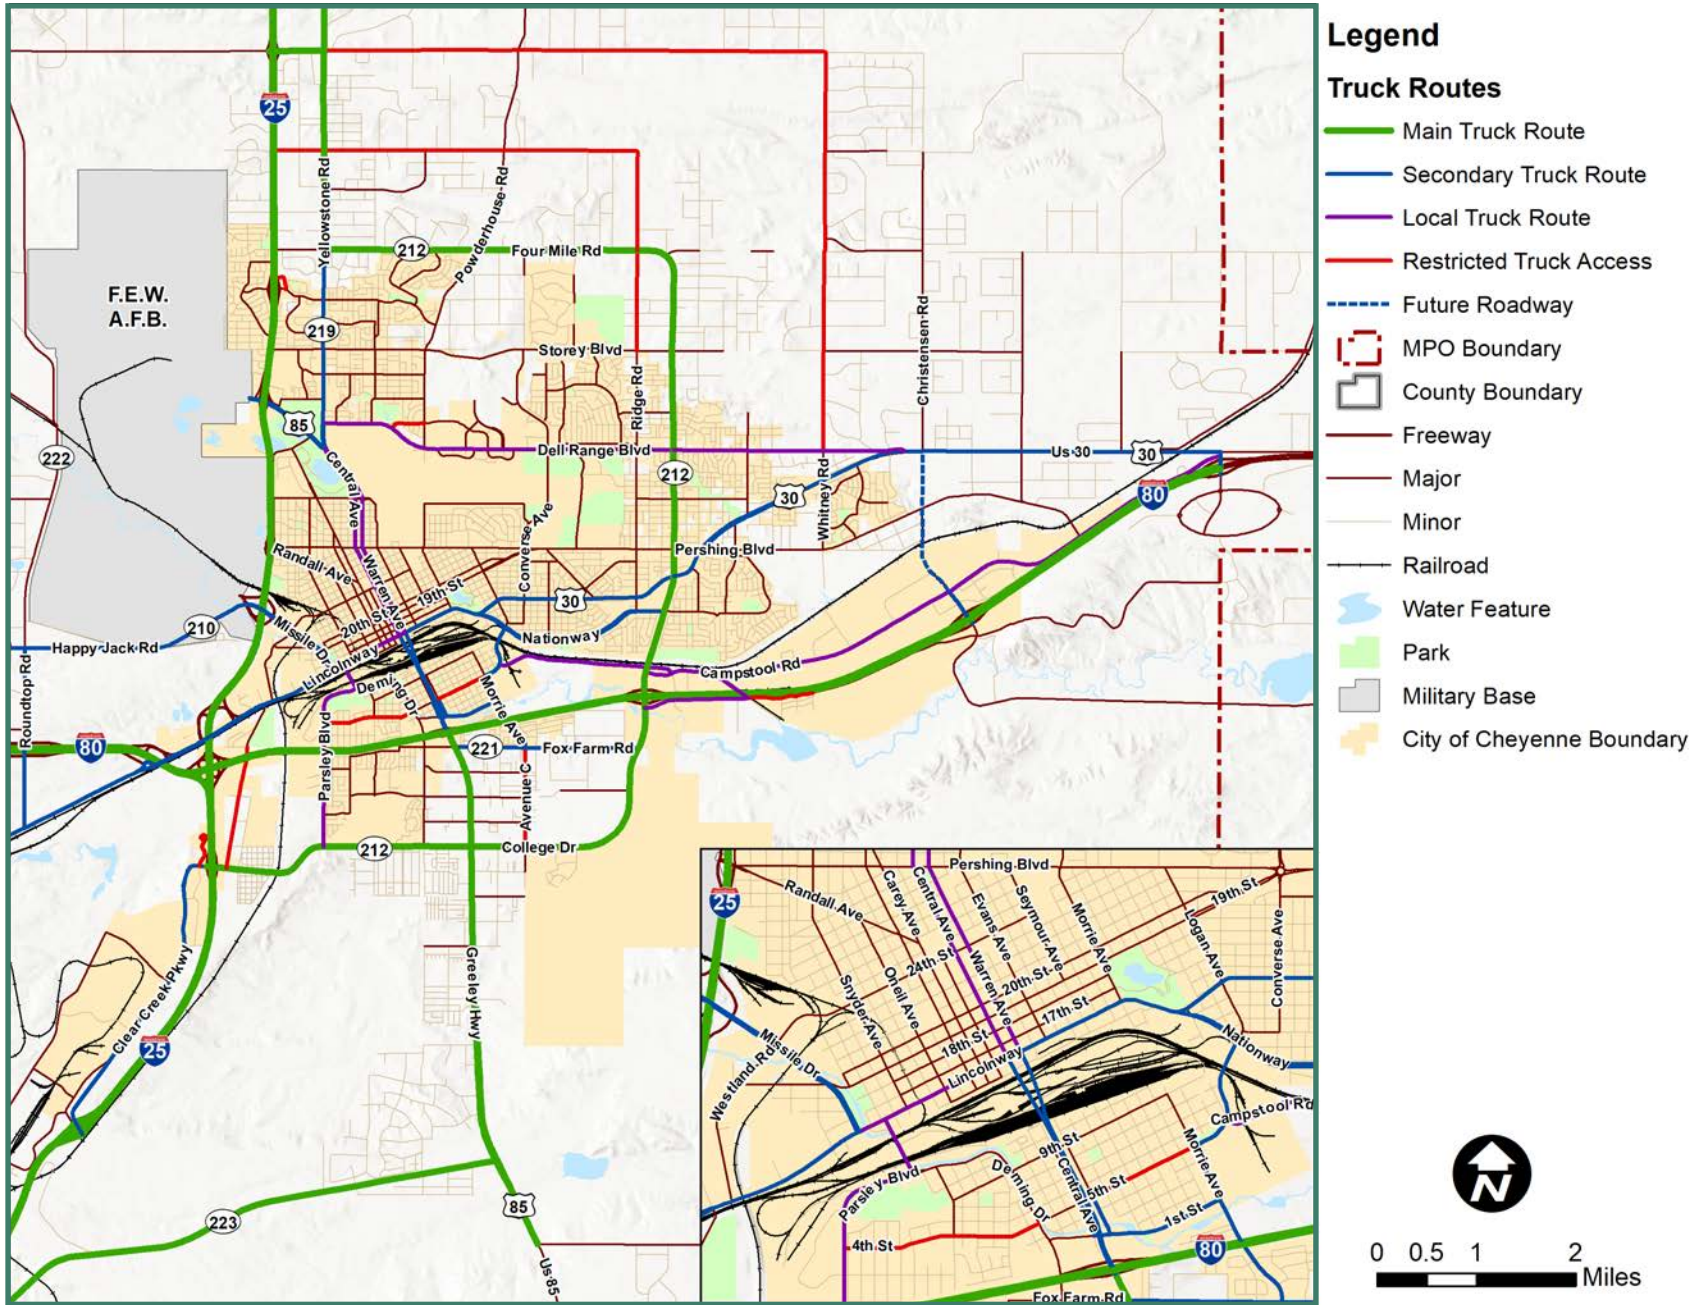 Legend
Truck Routes
Main Truck Route
Secondary Truck Route
Local Truck Route
Restricted Truck Access
Future Roadway
MPO Boundary
County Boundary
Freeway
Major
Minor
Railroad
Water Feature
Park
Military Base
City of Cheyenne Boundary
N
0 0.5 1 2
Miles
25
Yellowstone Rd
Powderhouse Rd
212
Four Mile Rd
F.E.W.
A.F.B.
219
Storey Blvd
Ridge Rd
Christensen Rd
85
222
Central Ave
Dell Range Blvd
212
Us 30
30
30
80
Whitney Rd
Converse Ave
Pershing Blvd
Randall Ave
Warren Ave
19th St
20th St
30
210
Missile Dr
Nationway
Happy Jack Rd
Lincolnway
Campstool Rd
Roundtop Rd
Deming Dr
Morrie Ave
Parsley Blvd
80
221
Fox Farm Rd
Avenue C
212
College Dr
Greeley Hwy
Clear Creek Pkwy
25
223
85
Us 85
Pershing Blvd
25
Randall Ave
Carey Ave
Central Ave
Evans Ave
Seymour Ave
Morrie Ave
Logan Ave
19th St
Converse Ave
24th St
20th St
Snyder Ave
Oneil Ave
Warren Ave
17th St
18th St
Missile Dr
Westland Rd
Lincolnway
Nationway
Campstool Rd
9th St
Deming Dr
Central Ave
5th St
Morrie Ave
Parsley Blvd
1st St
4th St
80
Fox Farm Rd